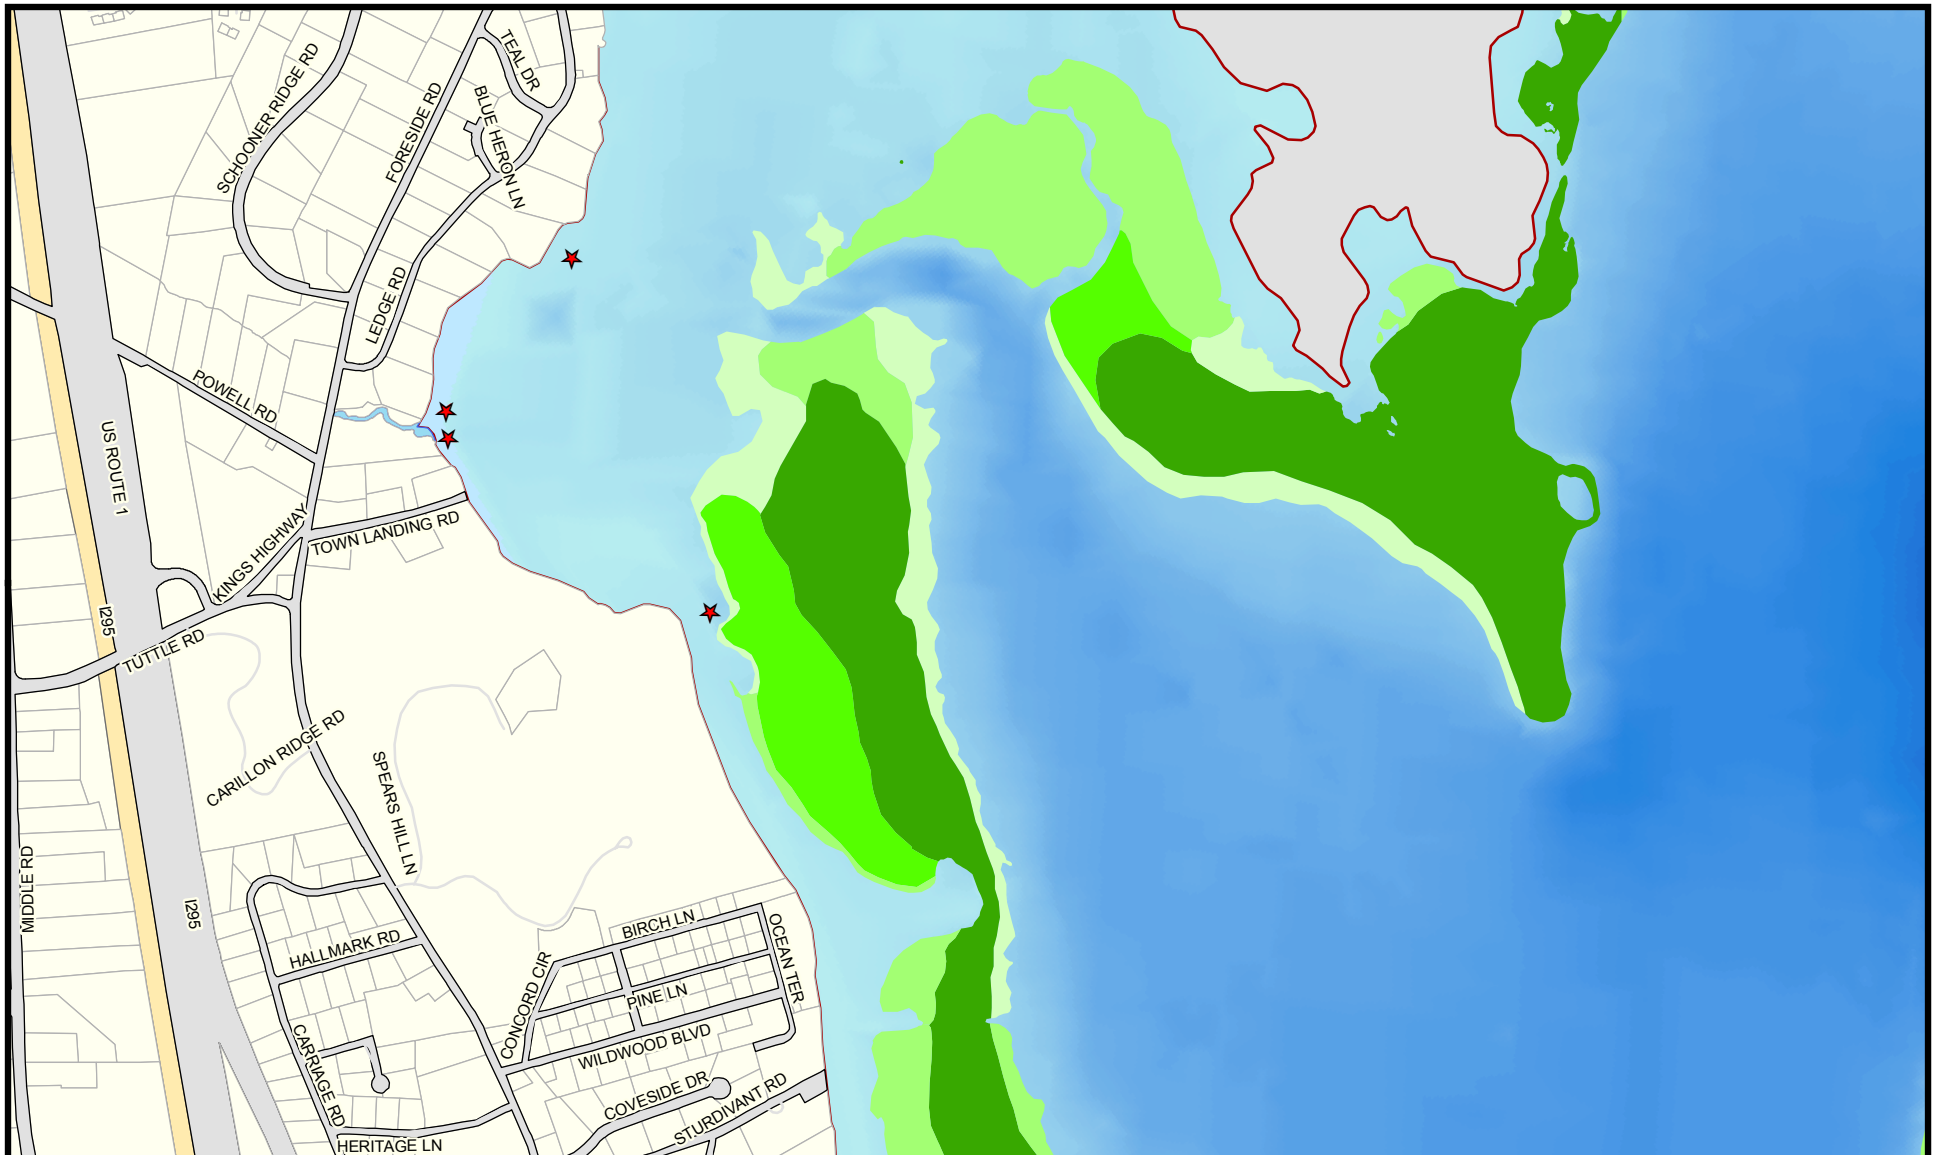 SCHOONER RIDGE RD
FORESIDE RD
TEAL DR
BLUE HERON LN
LEDGE RD
POWELL RD
US ROUTE 1
KINGS HIGHWAY
TOWN LANDING RD
I295
TUTTLE RD
CARILLON RIDGE RD
SPEARS HILL LN
MIDDLE RD
I295
HALLMARK RD
BIRCH LN
OCEAN TER
CONCORD CIR
PINE LN
WILDWOOD BLVD
CARRIAGE RD
COVESIDE DR
STURDIVANT RD
HERITAGE LN